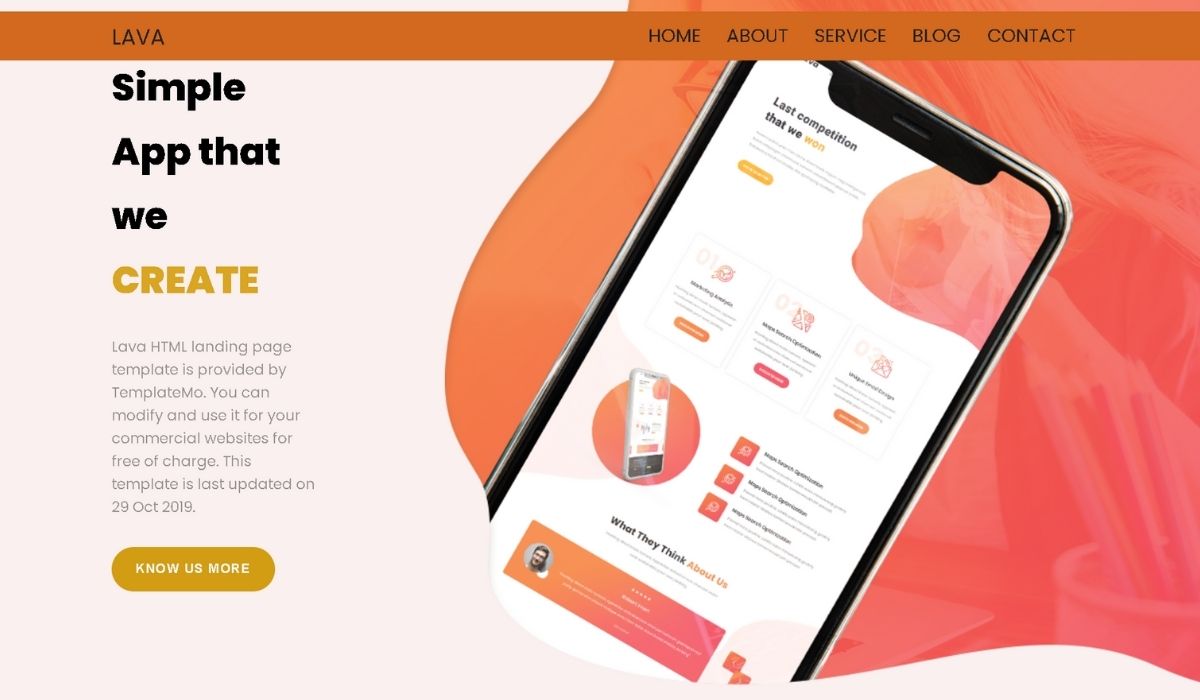 LAVA
HOME ABOUT SERVICE BLOG CONTACT
Simple
App that
we
CREATE
Lava HTML landing page
template is provided by
TemplateMo. You can
modify and use it for your
commercial websites for
free of charge. This
template is last updated on
29 Oct 2019.
KNOW US MORE
Last competition
that we won
01
Marketing Analysis
02
Maps Search Optimization
03
Unique Email Design
Maps Search Optimization
Maps Search Optimization
Maps Search Optimization
What They Think About Us